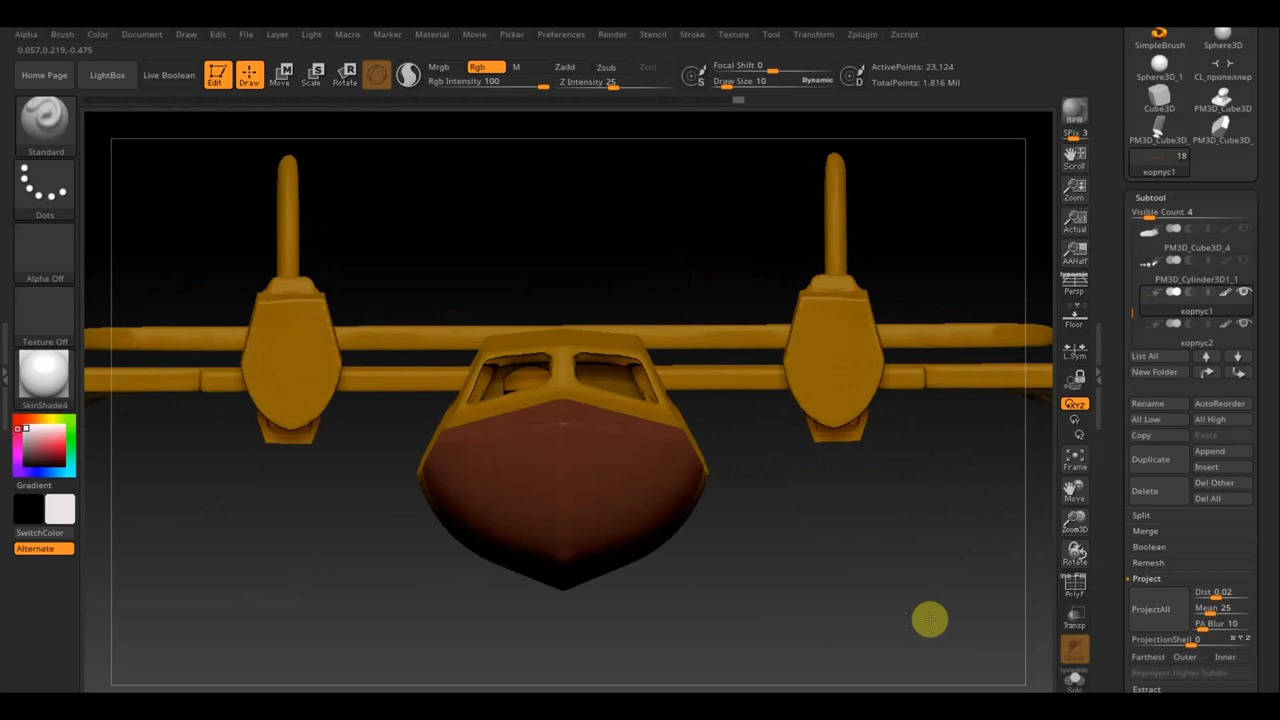 Alpha Brush Color Document Draw Edit File Layer Light Macro Marker Material Movie Picker Preferences Render Stencil Stroke Texture Tool Transform Zplugin Zscript
0.057,0.219,-0.475
Home Page LightBox Live Boolean Edit Draw Move Scale Rotate
Mrgb Rgb M Zadd Zsub Zcut
Rgb Intensity 100 Z Intensity 25
Focal Shift 0
Draw Size 10 Dynamic
ActivePoints: 23,124
TotalPoints: 1.816 Mil
Standard
Dots
Alpha Off
Texture Off
SkinShade4
Gradient
SwitchColor
Alternate
BPR
SPix 3
Scroll
Zoom
Actual
AAHalf
Dynamic
Persp
Floor
L.Sym
XYZ
Frame
Move
Zoom3D
Rotate
Line Fill
PolyF
Transp
Ghost
Dynamic
Solo
SimpleBrush Sphere3D
Sphere3D_1 CL_пропеллер
Cube3D PM3D_Cube3D
PM3D_Cube3D_ PM3D_Cube3D_
18
корпус1
Subtool
Visible Count 4
PM3D_Cube3D_4
PM3D_Cylinder3D1_1
корпус1
корпус2
List All
New Folder
Rename AutoReorder
All Low All High
Copy Paste
Duplicate Append
Insert
Delete Del Other
Del All
Split
Merge
Boolean
Remesh
Project
ProjectAll Dist 0.02
Mean 25
PA Blur 10
ProjectionShell 0
Farthest Outer Inner
Reproject Higher Subdiv
Extract